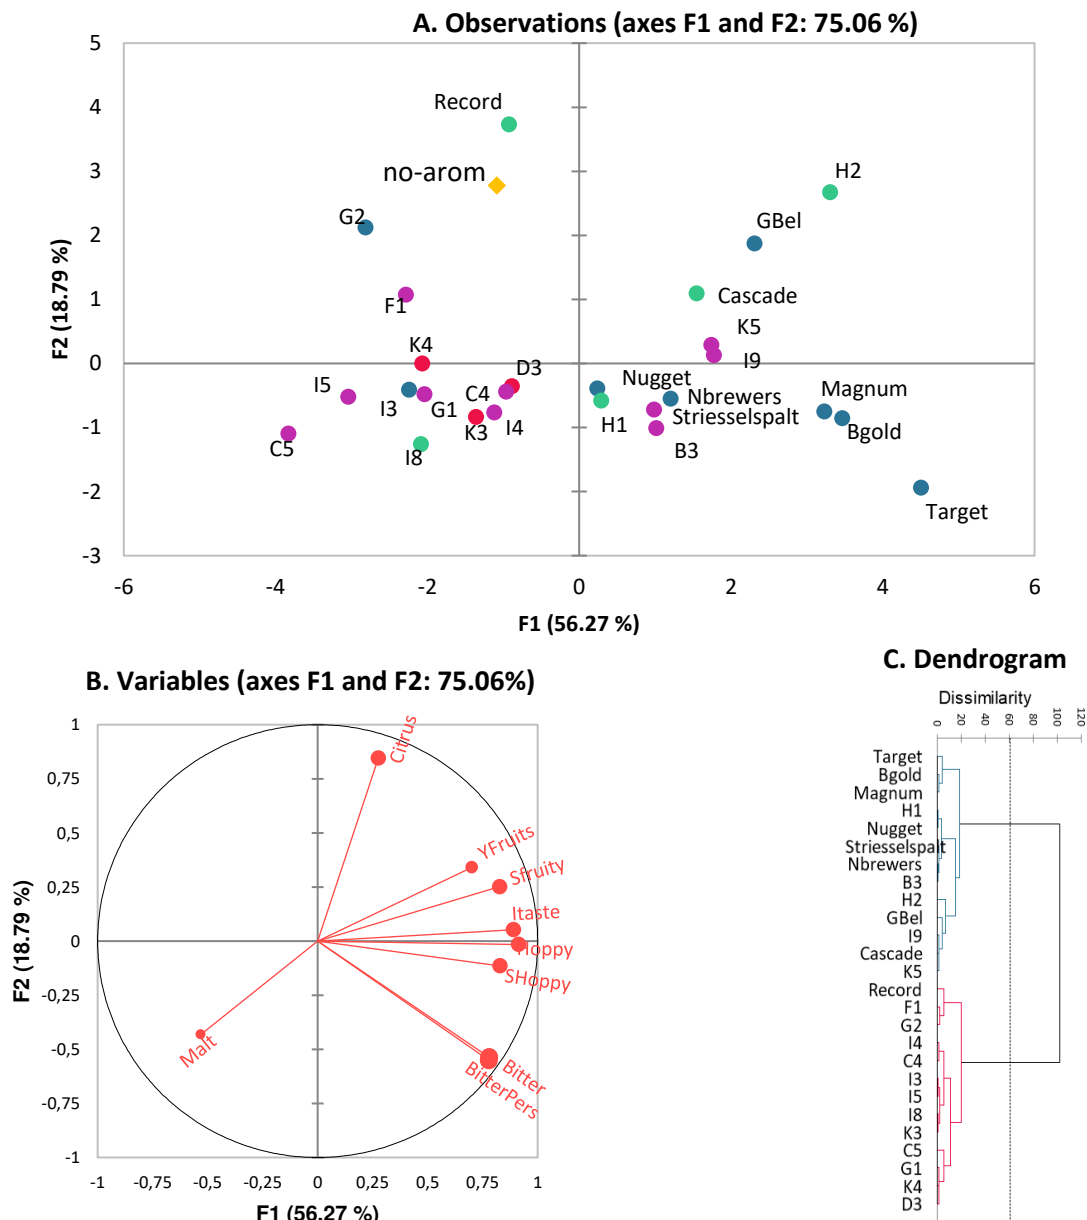 A. Observations (axes F1 and F2: 75.06 %)
5
4
3
2
1
0
-1
-2
-3
F2 (18.79 %)
Record
no-arom
H2
G2
GBel
F1
Cascade
K5
K4
D3
I9
I5
C4
Nugget
Nbrewers
Magnum
I3
G1
Striesselspalt
K3
I4
H1
Bgold
C5
I8
B3
Target
-6
-4
-2
0
2
4
6
F1 (56.27 %)
B. Variables (axes F1 and F2: 75.06%)
1
0,75
0,5
0,25
0
-0,25
-0,5
-0,75
-1
F2 (18.79 %)
Citrus
YFruits
Sfruity
Itaste
Hoppy
SHoppy
Malt
Bitter
BitterPers
-1
-0,75
-0,5
-0,25
0
0,25
0,5
0,75
1
F1 (56.27 %)
C. Dendrogram
Dissimilarity
0
20
40
60
80
100
120
Target
Bgold
Magnum
H1
Nugget
Striesselspalt
Nbrewers
B3
H2
GBel
I9
Cascade
K5
Record
F1
G2
I4
C4
I3
I5
I8
K3
C5
G1
K4
D3